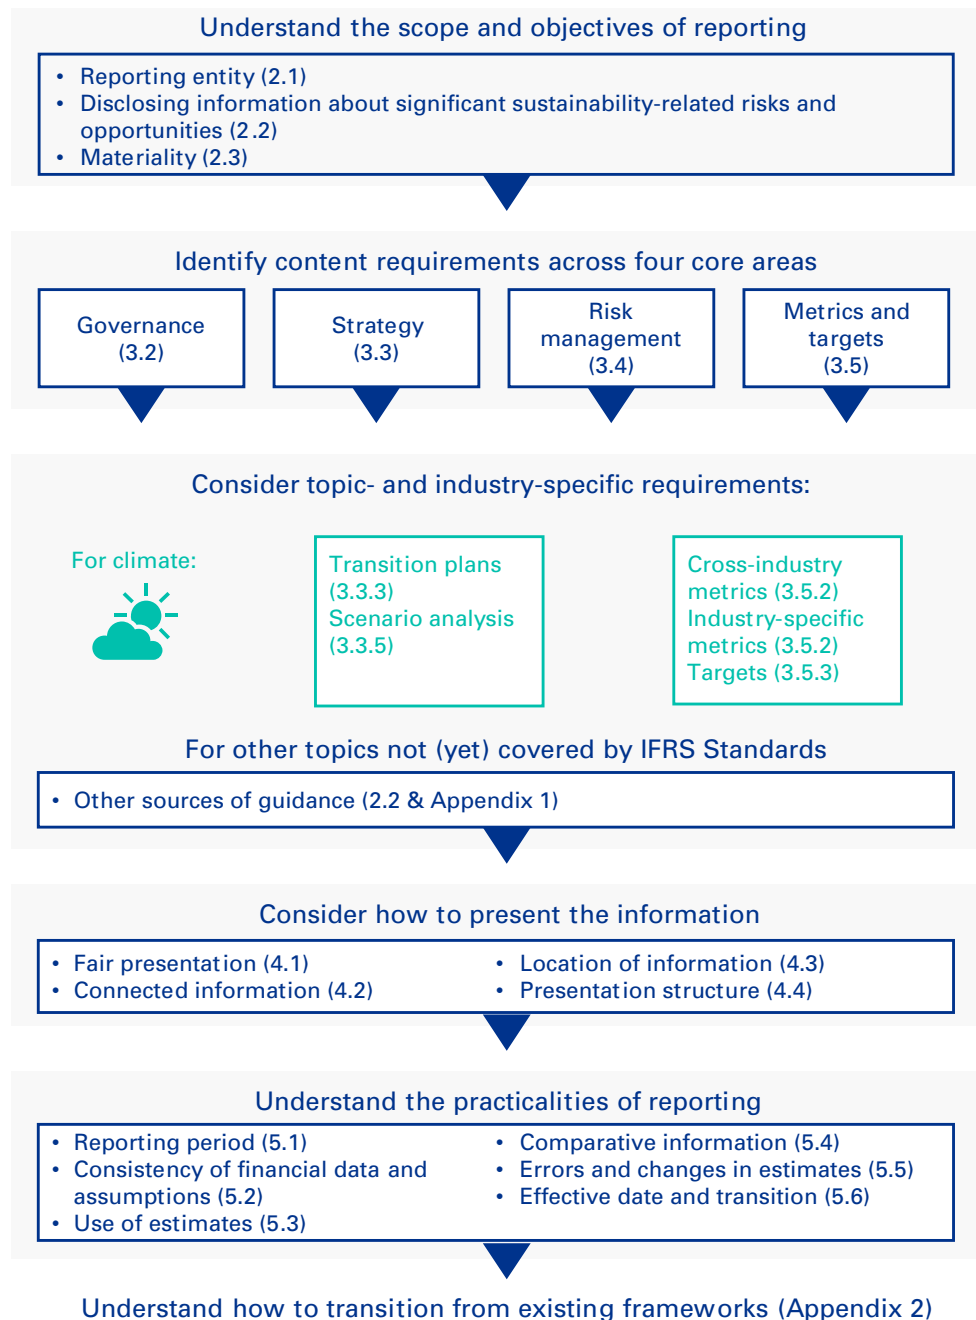 Understand the scope and objectives of reporting
• Reporting entity (2.1)
• Disclosing information about significant sustainability-related risks and
opportunities (2.2)
• Materiality (2.3)
Identify content requirements across four core areas
Governance
(3.2)
Strategy
(3.3)
Risk
management
(3.4)
Metrics and
targets
(3.5)
Consider topic- and industry-specific requirements:
For climate:
Transition plans
(3.3.3)
Scenario analysis
(3.3.5)
Cross-industry
metrics (3.5.2)
Industry-specific
metrics (3.5.2)
Targets (3.5.3)
For other topics not (yet) covered by IFRS Standards
• Other sources of guidance (2.2 & Appendix 1)
Consider how to present the information
• Fair presentation (4.1)
• Connected information (4.2)
• Location of information (4.3)
• Presentation structure (4.4)
Understand the practicalities of reporting
• Reporting period (5.1)
• Consistency of financial data and
assumptions (5.2)
• Use of estimates (5.3)
• Comparative information (5.4)
• Errors and changes in estimates (5.5)
• Effective date and transition (5.6)
Understand how to transition from existing frameworks (Appendix 2)